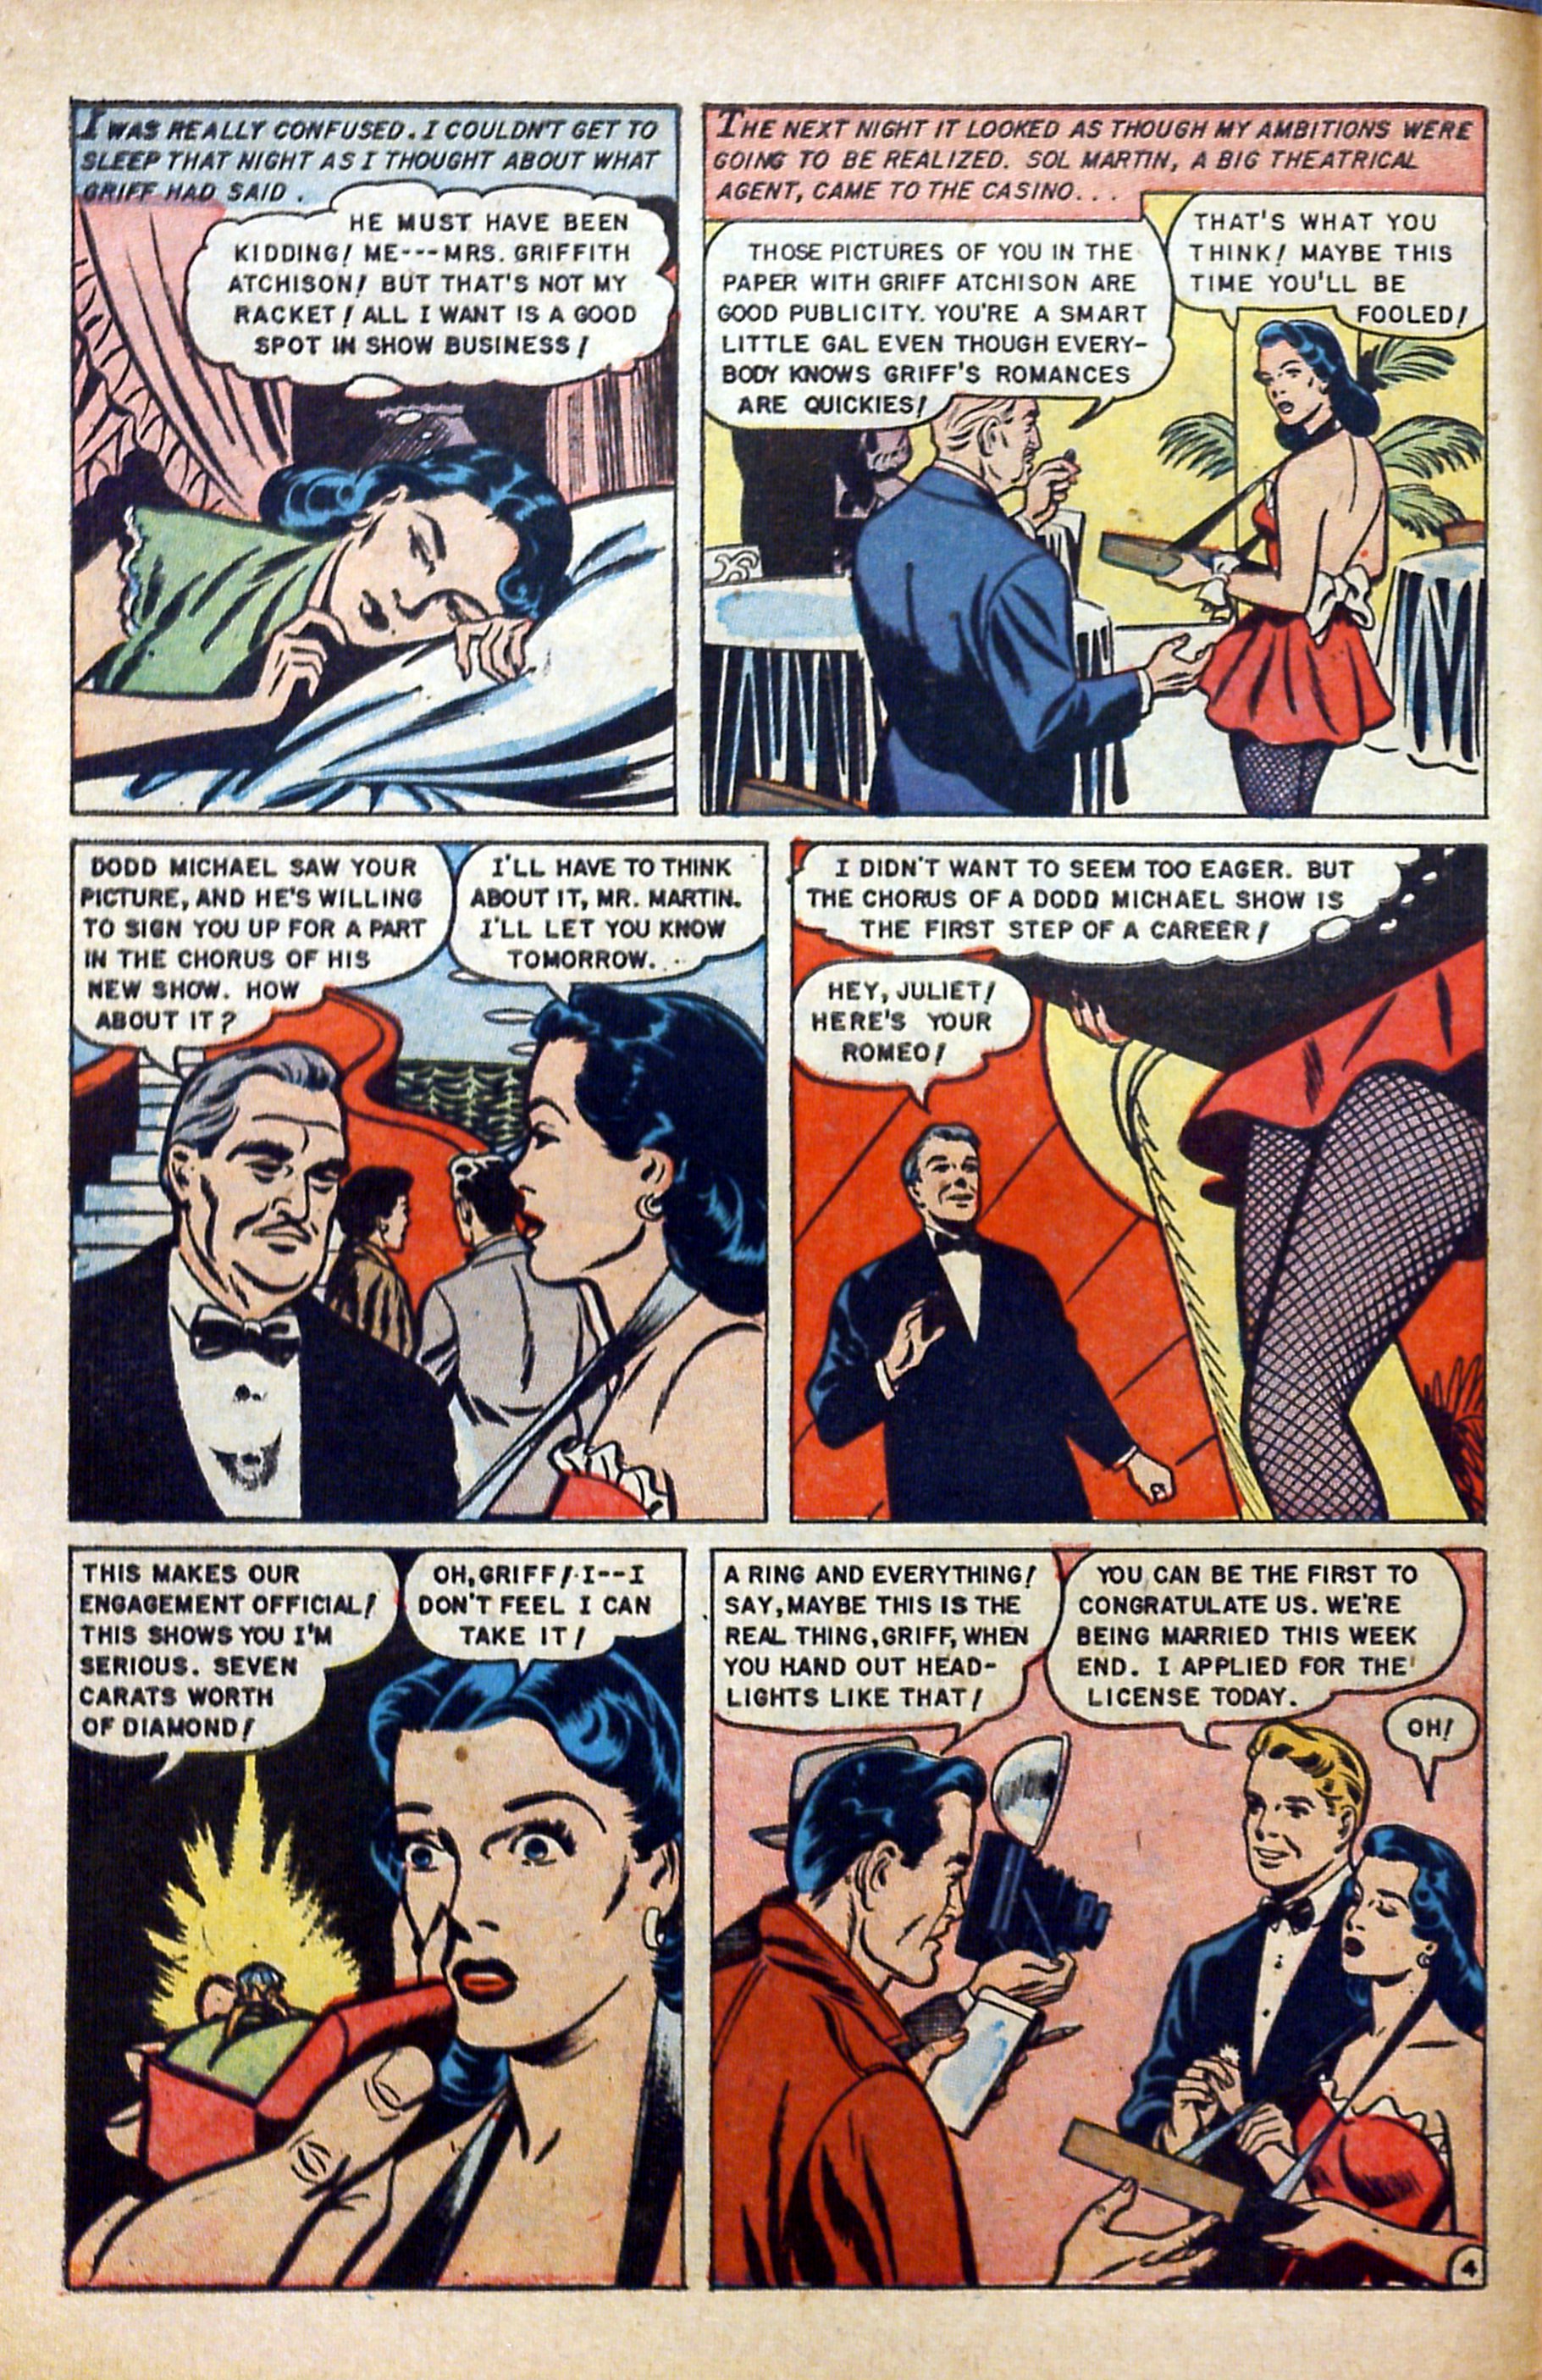 I WAS REALLY CONFUSED. I COULDN'T GET TO
SLEEP THAT NIGHT AS I THOUGHT ABOUT WHAT
GRIFF HAD SAID.
HE MUST HAVE BEEN
KIDDING! ME---MRS. GRIFFITH
ATCHISON! BUT THAT'S NOT MY
RACKET! ALL I WANT IS A GOOD
SPOT IN SHOW BUSINESS!
THE NEXT NIGHT IT LOOKED AS THOUGH MY AMBITIONS WERE
GOING TO BE REALIZED. SOL MARTIN, A BIG THEATRICAL
AGENT, CAME TO THE CASINO...
THOSE PICTURES OF YOU IN THE
PAPER WITH GRIFF ATCHISON ARE
GOOD PUBLICITY. YOU'RE A SMART
LITTLE GAL EVEN THOUGH EVERY-
BODY KNOWS GRIFF'S ROMANCES
ARE QUICKIES!
THAT'S WHAT YOU
THINK! MAYBE THIS
TIME YOU'LL BE
FOOLED!
DODD MICHAEL SAW YOUR
PICTURE, AND HE'S WILLING
TO SIGN YOU UP FOR A PART
IN THE CHORUS OF HIS
NEW SHOW. HOW
ABOUT IT?
I'LL HAVE TO THINK
ABOUT IT, MR. MARTIN.
I'LL LET YOU KNOW
TOMORROW...
I DIDN'T WANT TO SEEM TOO EAGER. BUT
THE CHORUS OF A DODD MICHAEL SHOW IS
THE FIRST STEP OF A CAREER!
HEY, JULIET!
HERE'S YOUR
ROMEO!
THIS MAKES OUR
ENGAGEMENT OFFICIAL!
THIS SHOWS YOU I'M
SERIOUS. SEVEN
CARATS WORTH
OF DIAMOND!
OH, GRIFF! I--I
DON'T FEEL I CAN
TAKE IT!
A RING AND EVERYTHING!
SAY, MAYBE THIS IS THE
REAL THING, GRIFF, WHEN
YOU HAND OUT HEAD-
LIGHTS LIKE THAT!
YOU CAN BE THE FIRST TO
CONGRATULATE US. WE'RE
BEING MARRIED THIS WEEK
END. I APPLIED FOR THE
LICENSE TODAY.
OH!
4